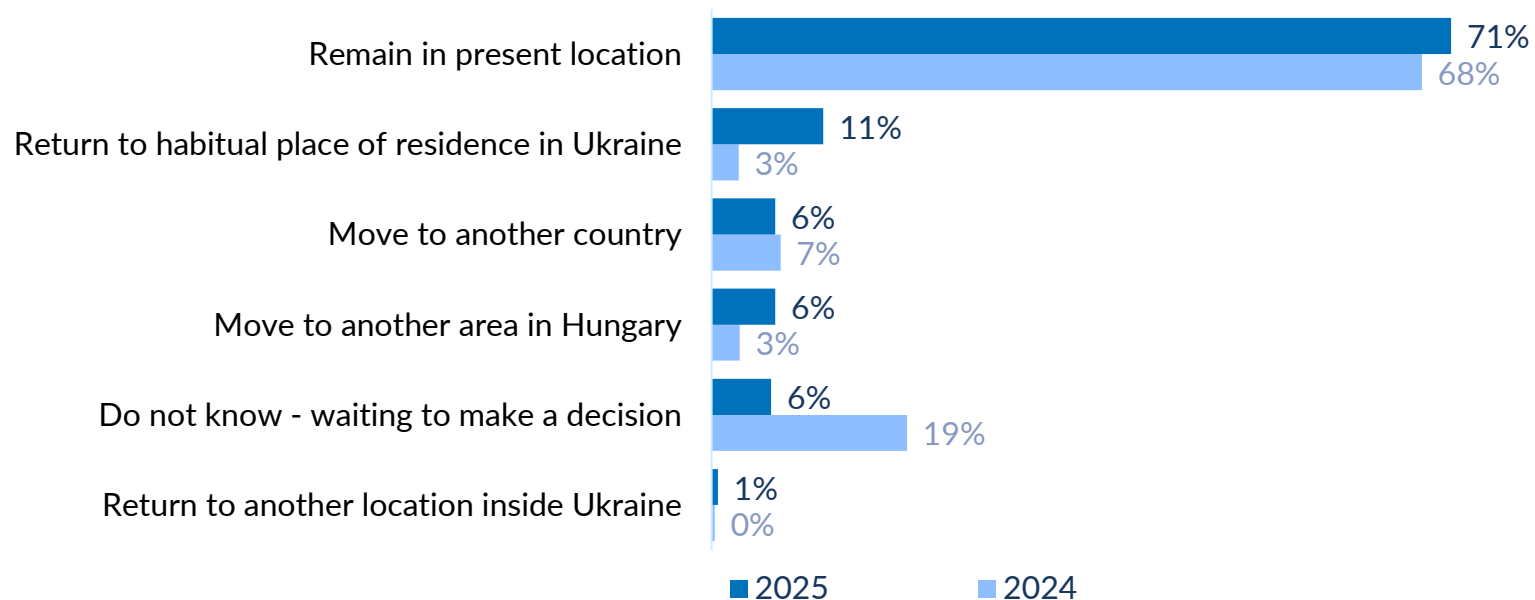 Remain in present location
71%
68%
Return to habitual place of residence in Ukraine
11%
3%
Move to another country
6%
7%
Move to another area in Hungary
6%
3%
Do not know - waiting to make a decision
6%
19%
Return to another location inside Ukraine
1%
0%
2025 2024